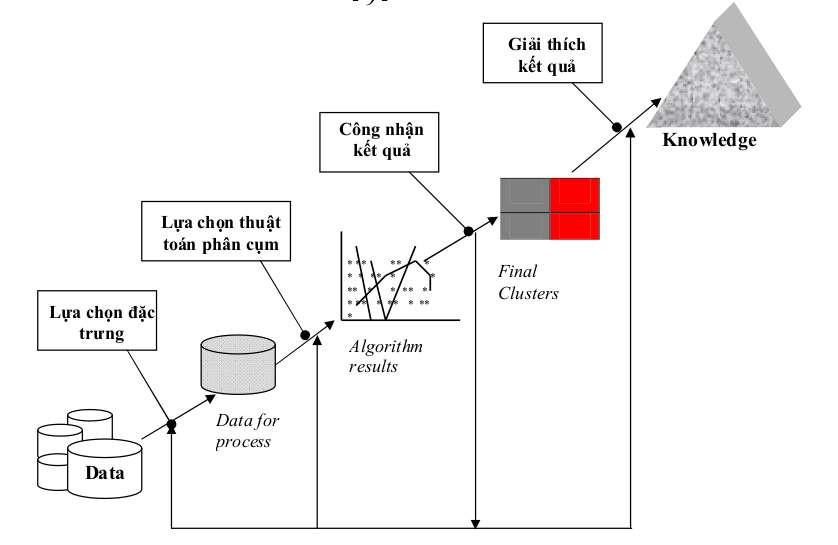 Giải thích
kết quả
Knowledge
Công nhận
kết quả
Final
Clusters
Lựa chọn thuật
toán phân cụm
Algorithm
results
Lựa chọn đặc
trưng
Data for
process
Data